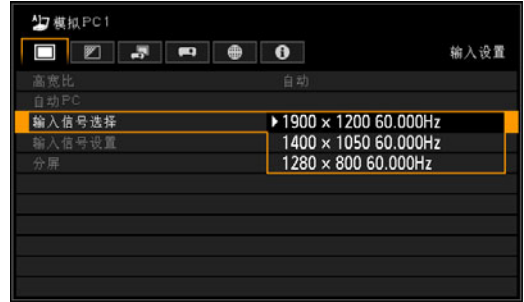 模拟PC1
输入设置
高宽比 自动
自动PC
输入信号选择 1900 × 1200 60.000Hz
输入信号设置 1400 × 1050 60.000Hz
分屏 1280 × 800 60.000Hz